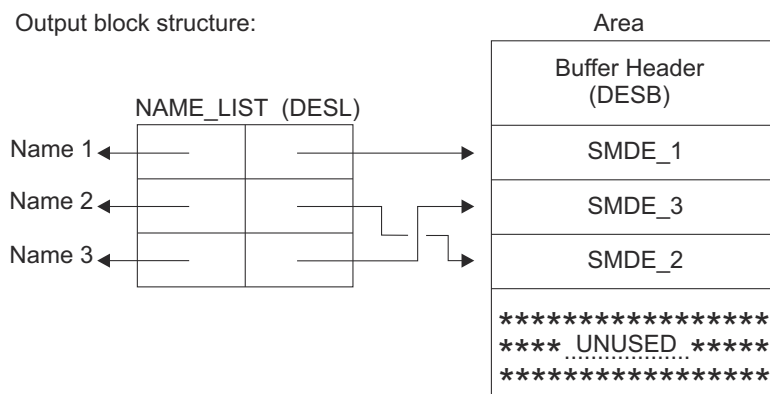 Output block structure:
Area
Buffer Header
(DESB)
NAME_LIST (DESL)
Name 1
SMDE_1
Name 2
SMDE_3
Name 3
SMDE_2
*****************
**** UNUSED *****
*****************